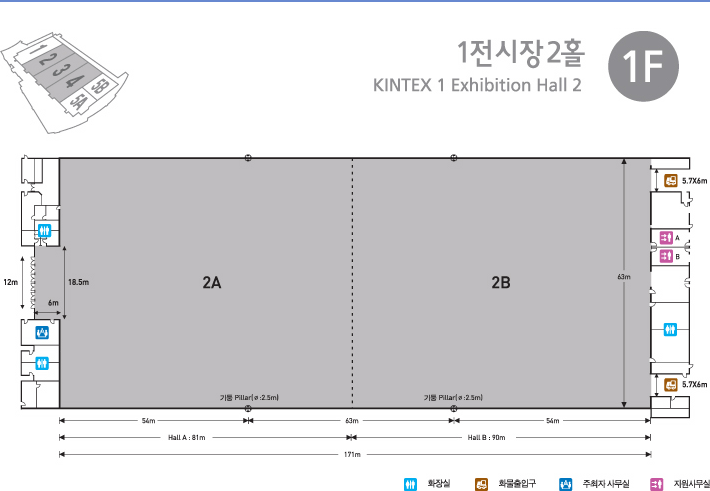 1전시장 2홀
KINTEX 1 Exhibition Hall 2
1F
1
2
3
4
5B
5A
5.7X6m
A
B
12m
18.5m
6m
2A
2B
63m
5.7X6m
기둥 Pillar(ø :2.5m)
기둥 Pillar(ø :2.5m)
54m
63m
54m
Hall A : 81m
Hall B : 90m
171m
화장실
화물출입구
주최자 사무실
지원사무실